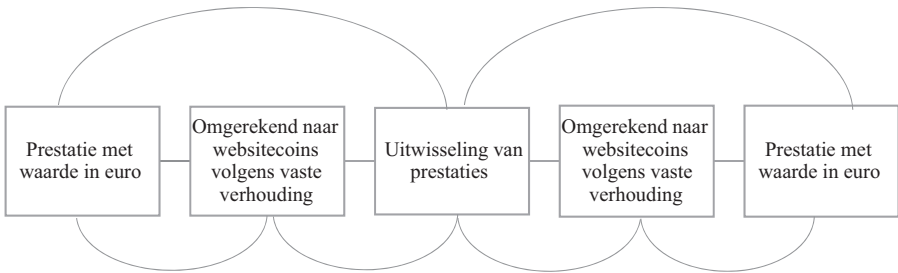 Prestatie met
waarde in euro
Omgerekend naar
websitecoins
volgens vaste
verhouding
Uitwisseling van
prestaties
Omgerekend naar
websitecoins
volgens vaste
verhouding
Prestatie met
waarde in euro